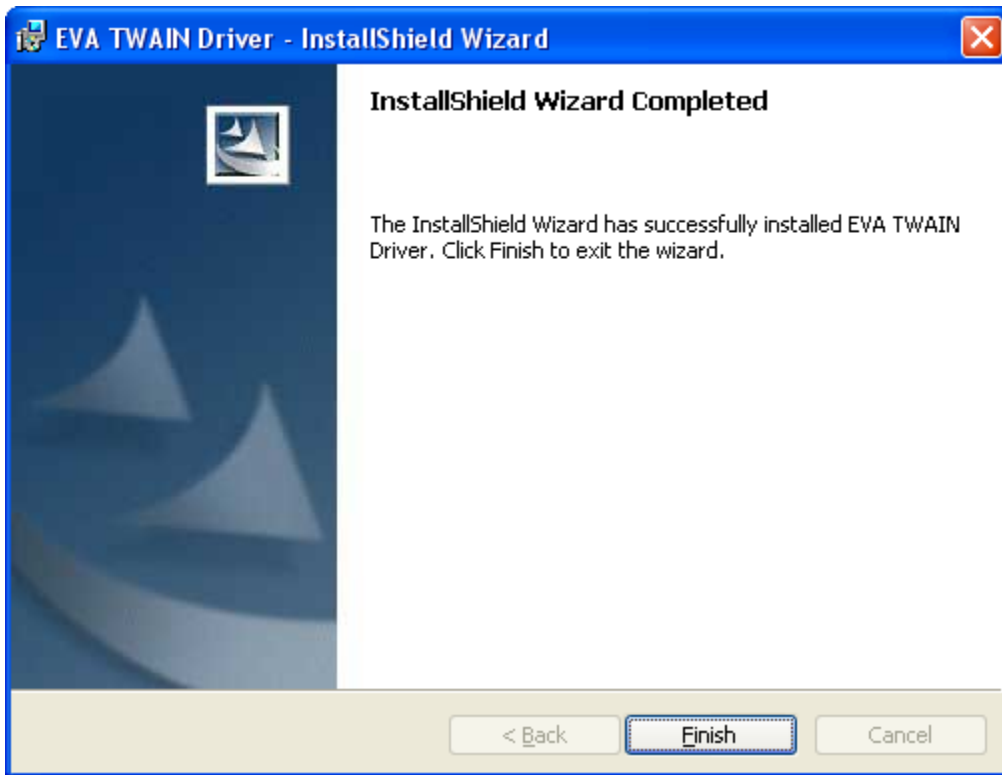 EVA TWAIN Driver - InstallShield Wizard
InstallShield Wizard Completed
The InstallShield Wizard has successfully installed EVA TWAIN
Driver. Click Finish to exit the wizard.
< Back
Finish
Cancel